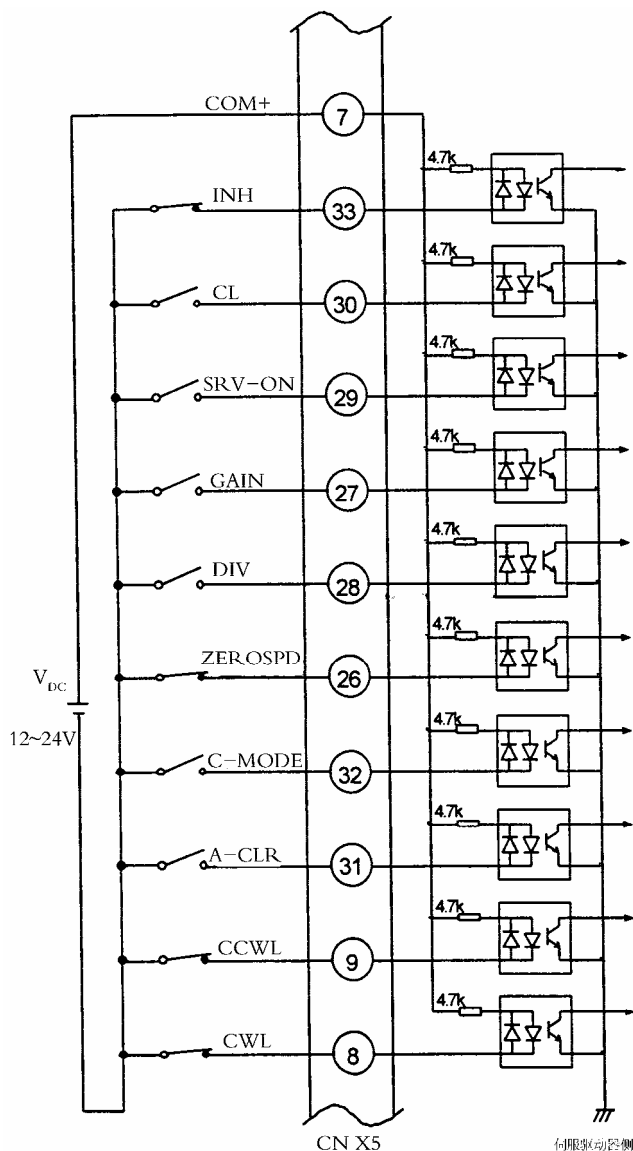 COM+
7
4.7k
INH
33
4.7k
CL
30
4.7k
SRV-ON
29
4.7k
GAIN
27
4.7k
DIV
28
4.7k
ZEROSPD
26
V_DC
12~24V
4.7k
C-MODE
32
4.7k
A-CLR
31
4.7k
CCWL
9
4.7k
CWL
8
CN X5
伺服驱动器侧